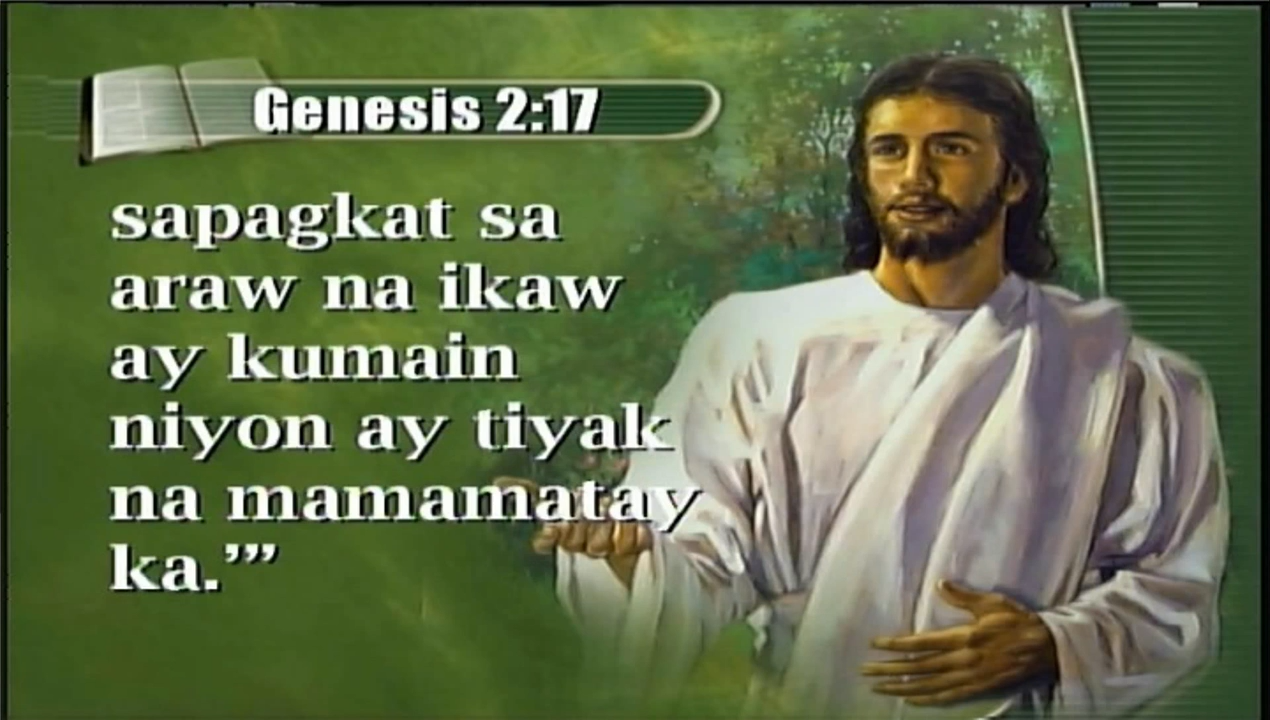 Genesis 2:17
sapagkat sa
araw na ikaw
ay kumain
niyon ay tiyak
na mamamatay
ka.’”